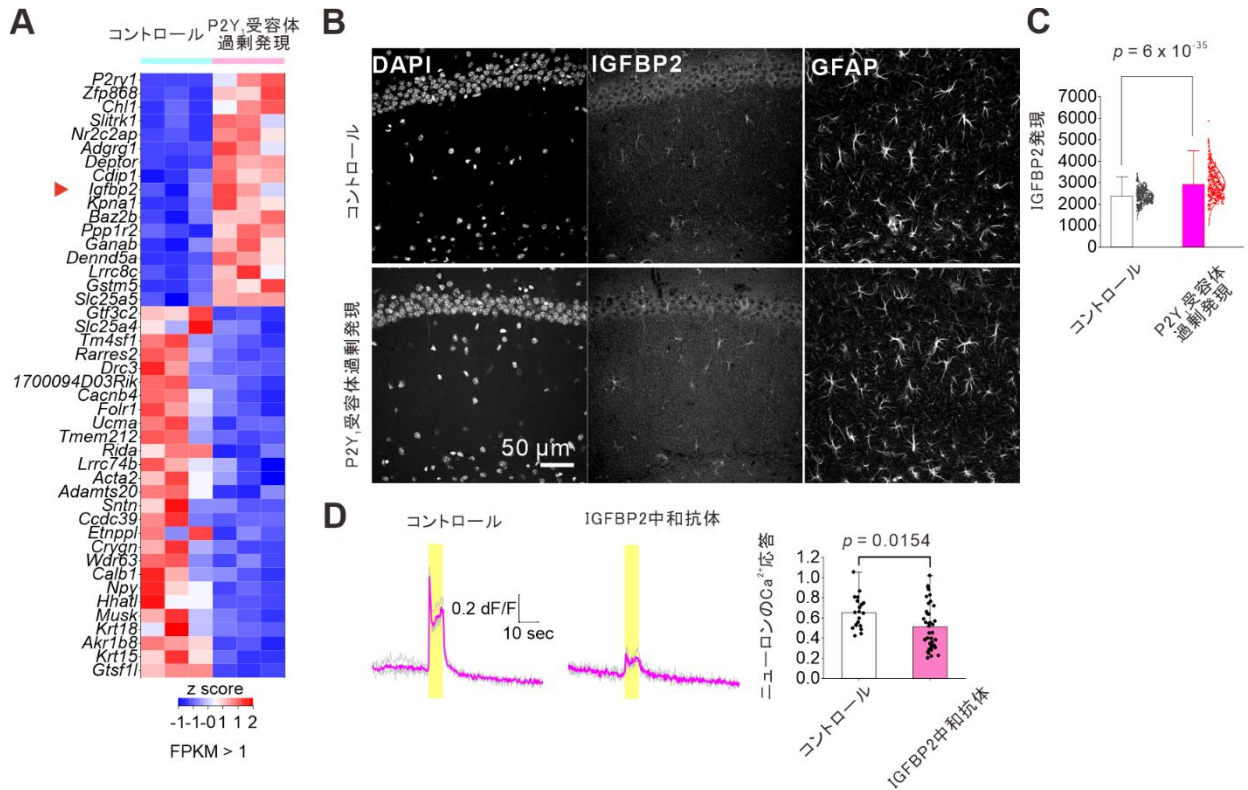 A
コントロール
P2Y₁受容体
過剰発現
P2ry1
Zfp868
Chl1
Slitrk1
Nr2c2ap
Adgrg1
Deptor
Cdip1
Igfbp2
Kpna1
Baz2b
Ppp1r2
Ganab
Dennd5a
Lrrc8c
Gstm5
Slc25a5
Gtf3c2
Slc25a4
Tm4sf1
Rarres2
Drc3
1700094D03Rik
Cacnb4
Folr1
Ucma
Tmem212
Rida
Lrrc74b
Acta2
Adamts20
Sntn
Ccdc39
Etnppl
Crygn
Wdr63
Calb1
Npy
Hhatl
Musk
Krt18
Akr1b8
Krt15
Gtsf1l
z score
-1-1-0 1 1 2
FPKM > 1
B
DAPI
IGFBP2
GFAP
コントロール
P2Y₁受容体過剰発現
50 µm
C
p = 6 x 10⁻³⁵
IGFBP2発現
7000
6000
5000
4000
3000
2000
1000
0
コントロール
P2Y₁受容体
過剰発現
D
コントロール
IGFBP2中和抗体
0.2 dF/F
10 sec
p = 0.0154
ニューロンのCa²⁺応答
1.2
1.0
0.8
0.6
0.4
0.2
0.0
コントロール
IGFBP2中和抗体